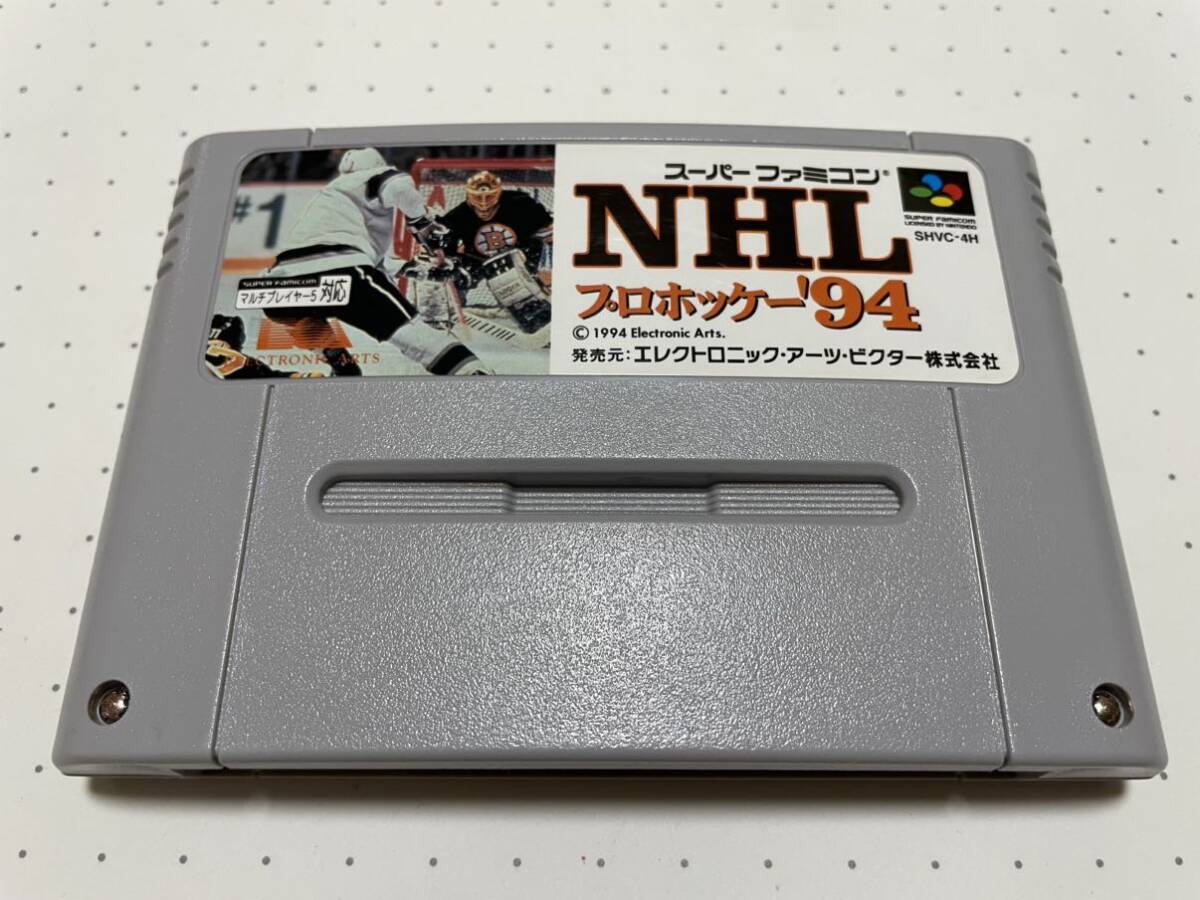 スーパーファミコン®
NHL
プロホッケー'94
© 1994 Electronic Arts.
発売元:エレクトロニック・アーツ・ビクター株式会社
SUPER FAMICOM
LICENSED BY NINTENDO
SHVC-4H
#1
SUPER FAMICOM
マルチプレイヤー5 対応
B
ECTRONIC ARTS